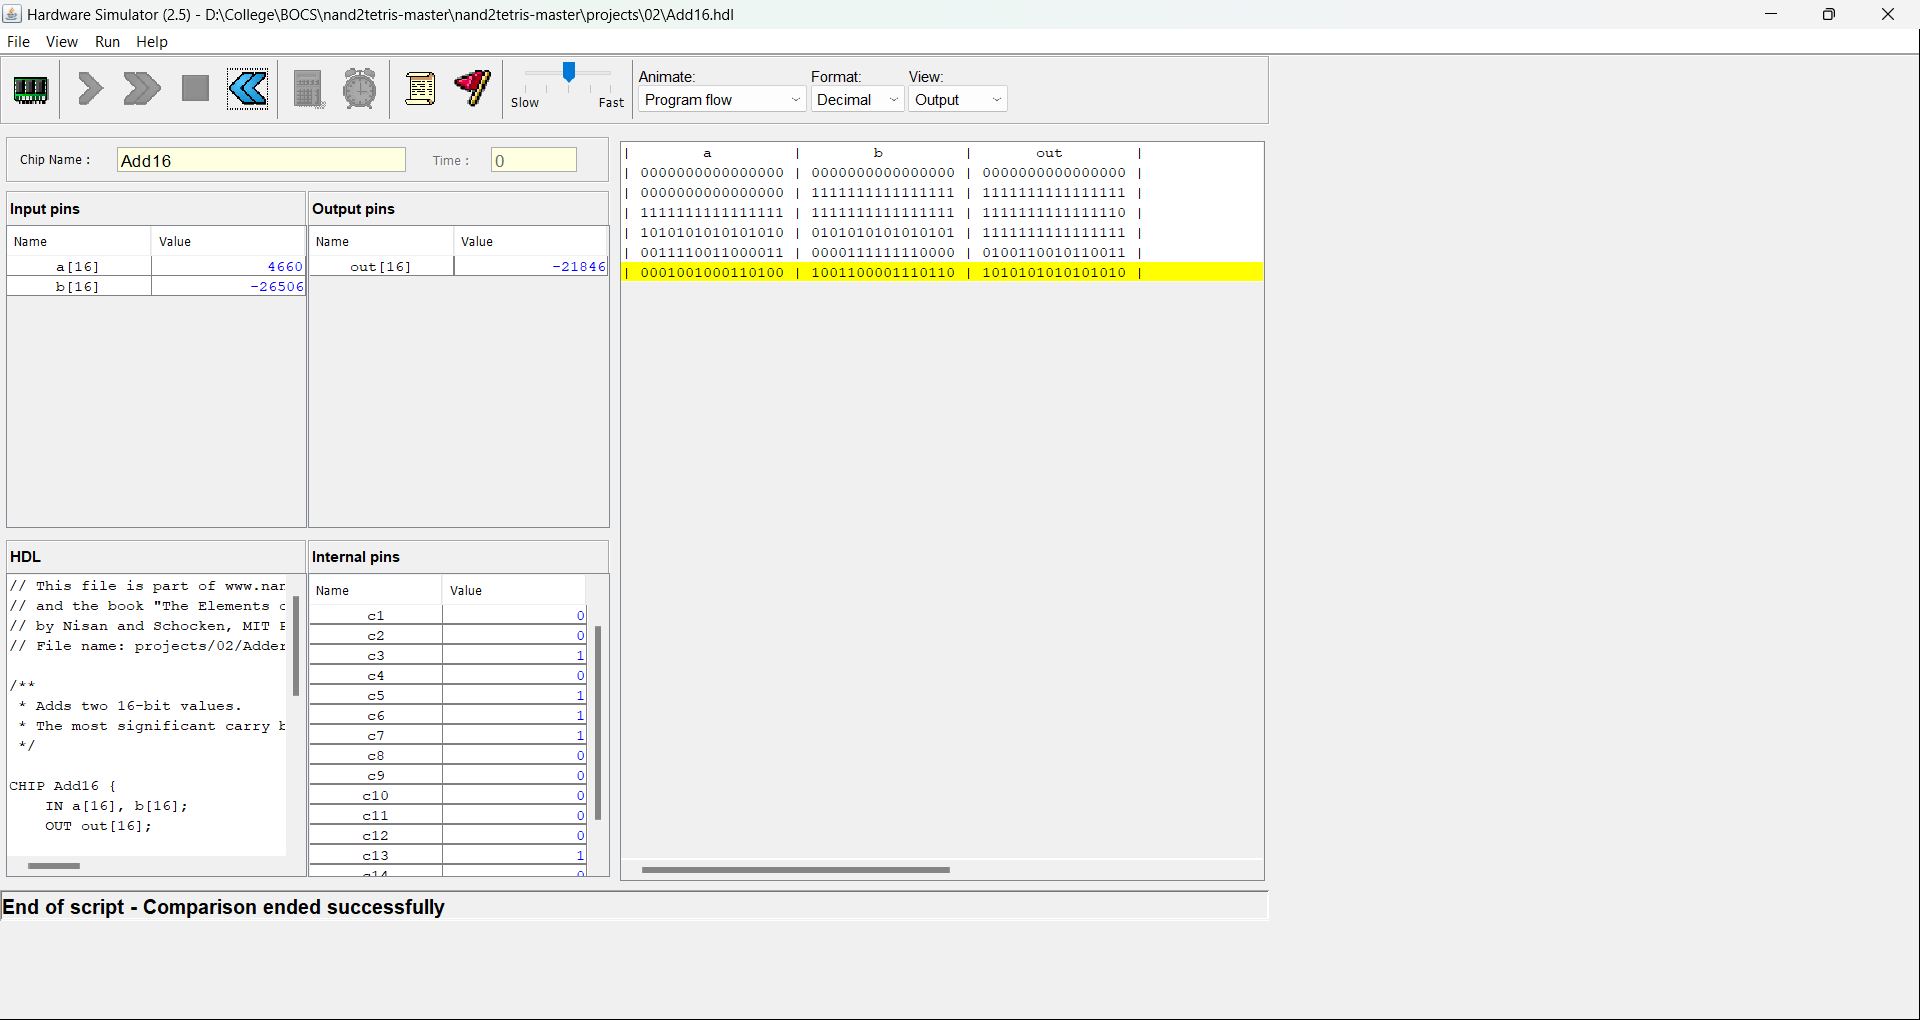 Hardware Simulator (2.5) - D:\College\BOCS\nand2tetris-master\nand2tetris-master\projects\02\Add16.hdl
File View Run Help
Slow Fast
Animate: Format: View:
Program flow Decimal Output
Chip Name : Add16 Time : 0
Input pins
Name Value
a[16] 4660
b[16] -26506
Output pins
Name Value
out[16] -21846
HDL
// This file is part of www.nan
// and the book "The Elements o
// by Nisan and Schocken, MIT P
// File name: projects/02/Adder
/**
* Adds two 16-bit values.
* The most significant carry b
*/
CHIP Add16 {
IN a[16], b[16];
OUT out[16];
Internal pins
Name Value
c1 0
c2 0
c3 1
c4 0
c5 1
c6 1
c7 1
c8 0
c9 0
c10 0
c11 0
c12 0
c13 1
c14 0
| a | b | out |
| 0000000000000000 | 0000000000000000 | 0000000000000000 |
| 0000000000000000 | 1111111111111111 | 1111111111111111 |
| 1111111111111111 | 1111111111111111 | 1111111111111110 |
| 1010101010101010 | 0101010101010101 | 1111111111111111 |
| 0011110011000011 | 0000111111110000 | 0100110010110011 |
| 0001001000110100 | 1001100001110110 | 1010101010101010 |
End of script - Comparison ended successfully